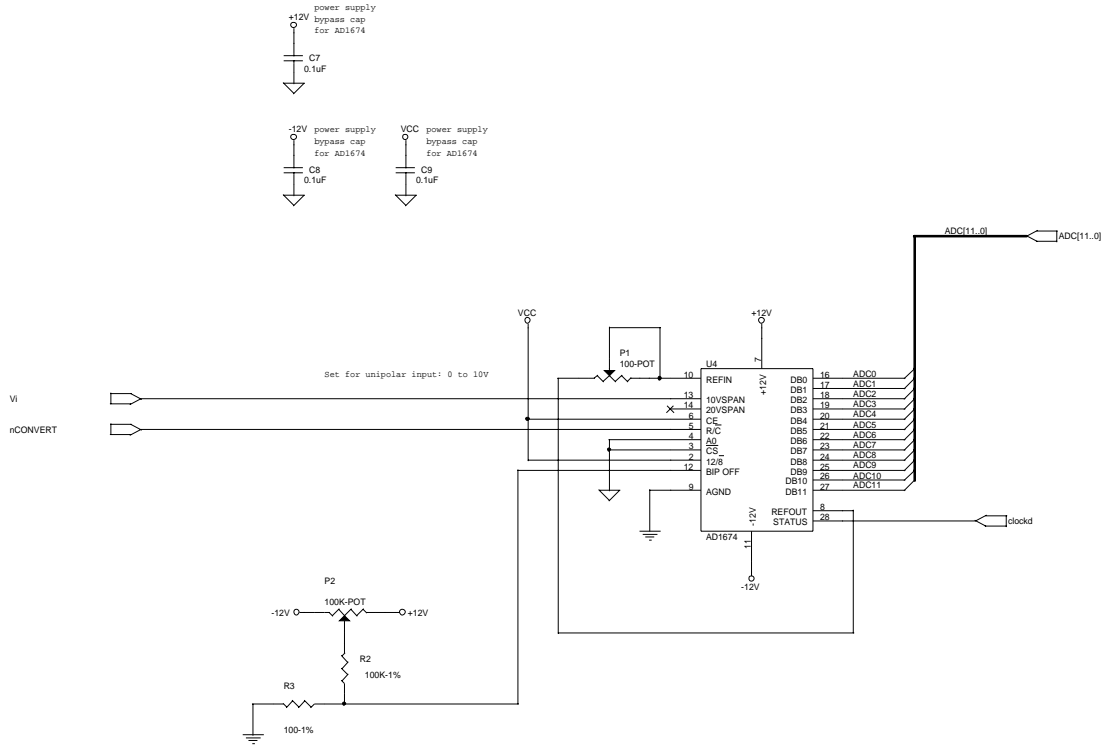 power supply
+12V bypass cap
for AD1674
C7
0.1uF
-12V power supply
bypass cap
for AD1674
C8
0.1uF
VCC power supply
bypass cap
for AD1674
C9
0.1uF
ADC[11..0]
ADC[11..0]
VCC
+12V
P1
100-POT
U4
7
Set for unipolar input: 0 to 10V
10 REFIN
+12V
DB0 16 ADC0
DB1 17 ADC1
Vi
13 10VSPAN
DB2 18 ADC2
14 20VSPAN
DB3 19 ADC3
6 CE
DB4 20 ADC4
nCONVERT
5 R/C
DB5 21 ADC5
4 A0
DB6 22 ADC6
3 CS
DB7 23 ADC7
2 12/8
DB8 24 ADC8
12 BIP OFF
DB9 25 ADC9
DB10 26 ADC10
9 AGND
DB11 27 ADC11
-12V
REFOUT 8
STATUS 28
clockd
AD1674
11
-12V
P2
100K-POT
-12V
+12V
R2
100K-1%
R3
100-1%